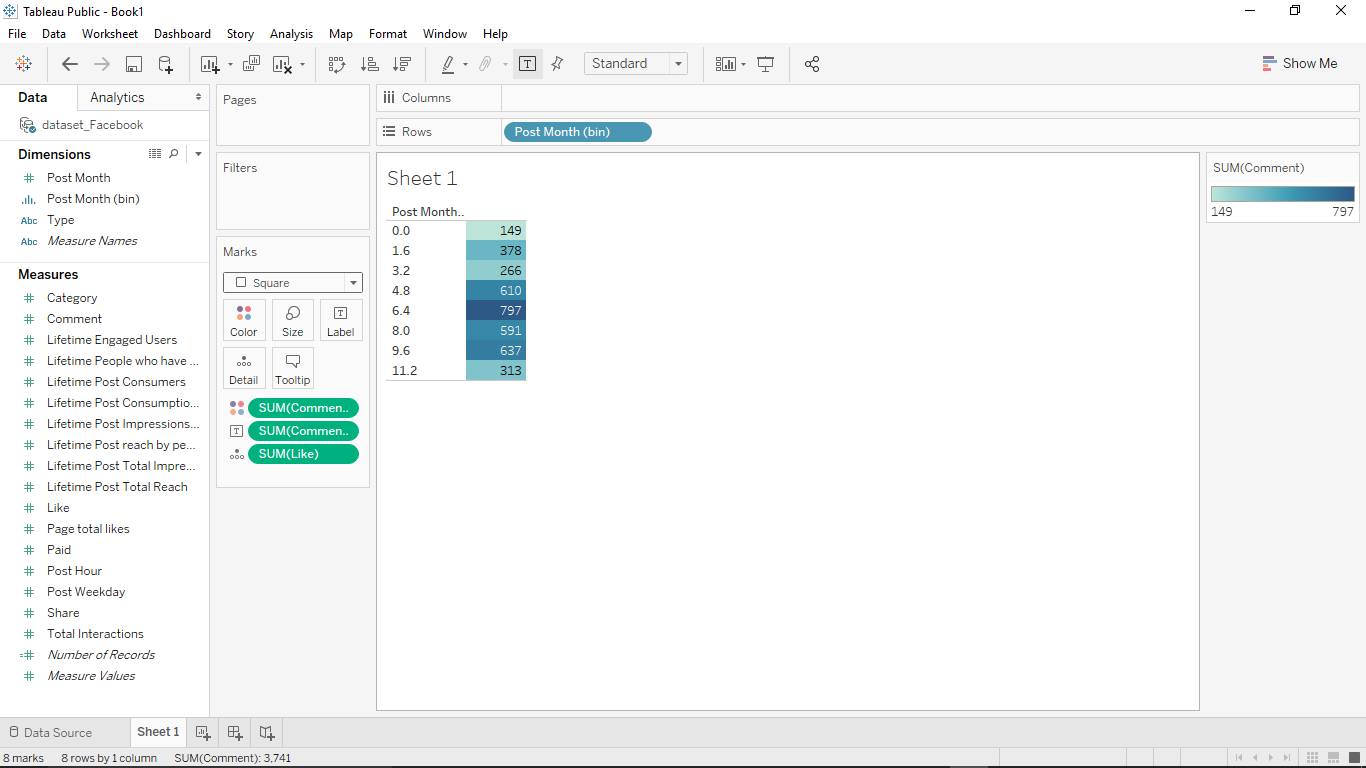 Tableau Public - Book1
File Data Worksheet Dashboard Story Analysis Map Format Window Help
Standard
Show Me
Data Analytics
dataset_Facebook
Dimensions
Post Month
Post Month (bin)
Abc Type
Abc Measure Names
Measures
Category
Comment
Lifetime Engaged Users
Lifetime People who have ...
Lifetime Post Consumers
Lifetime Post Consumptio...
Lifetime Post Impressions...
Lifetime Post reach by pe...
Lifetime Post Total Impre...
Lifetime Post Total Reach
Like
Page total likes
Paid
Post Hour
Post Weekday
Share
Total Interactions
Number of Records
Measure Values
Pages
Filters
Marks
Square
Color Size Label
Detail Tooltip
SUM(Commen..
SUM(Commen..
SUM(Like)
Columns
Rows Post Month (bin)
Sheet 1
Post Month..
0.0 149
1.6 378
3.2 266
4.8 610
6.4 797
8.0 591
9.6 637
11.2 313
SUM(Comment)
149 797
Data Source Sheet 1
8 marks 8 rows by 1 column SUM(Comment): 3,741